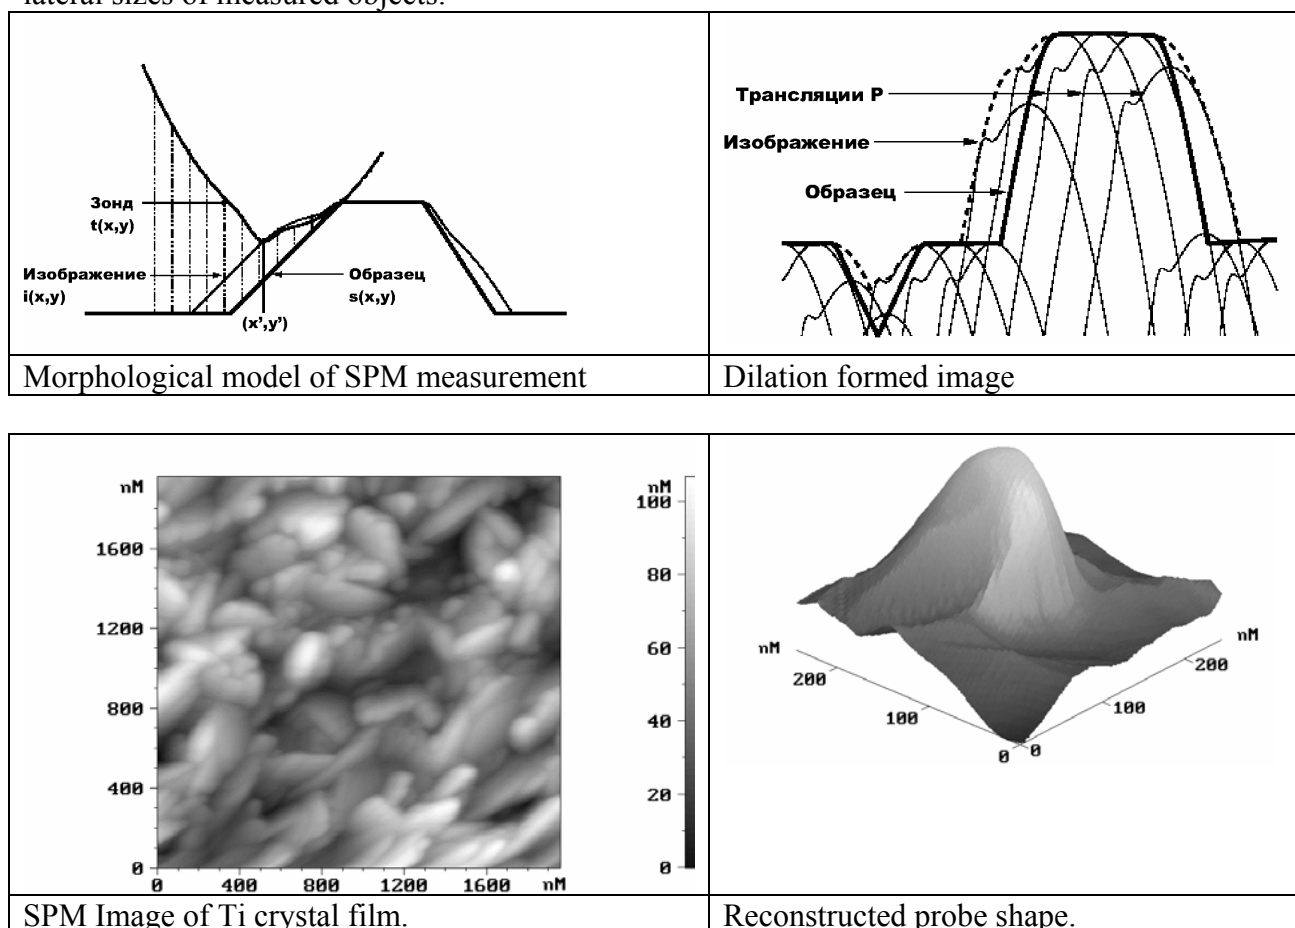 lateral sizes of measured objects.
Зонд
t(x,y)
Изображение
i(x,y)
Образец
s(x,y)
(x’,y’)
Трансляции P
Изображение
Образец
Morphological model of SPM measurement
Dilation formed image
nM
1600
1200
800
400
0
0 400 800 1200 1600 nM
nM
100
80
60
40
20
0
nM
200
100
0
0
100
200
nM
SPM Image of Ti crystal film.
Reconstructed probe shape.